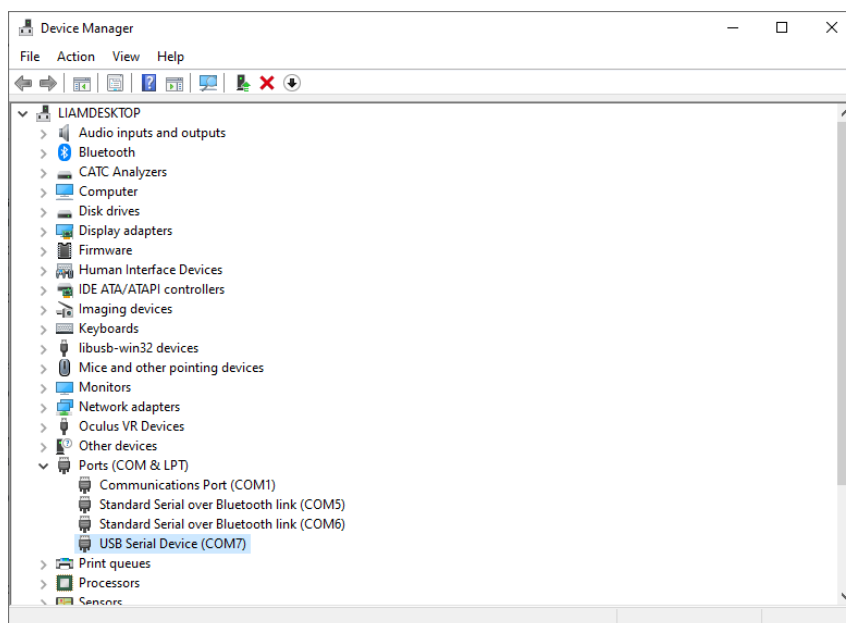 Device Manager
File Action View Help
LIAMDESKTOP
Audio inputs and outputs
Bluetooth
CATC Analyzers
Computer
Disk drives
Display adapters
Firmware
Human Interface Devices
IDE ATA/ATAPI controllers
Imaging devices
Keyboards
libusb-win32 devices
Mice and other pointing devices
Monitors
Network adapters
Oculus VR Devices
Other devices
Ports (COM & LPT)
Communications Port (COM1)
Standard Serial over Bluetooth link (COM5)
Standard Serial over Bluetooth link (COM6)
USB Serial Device (COM7)
Print queues
Processors
Sensors